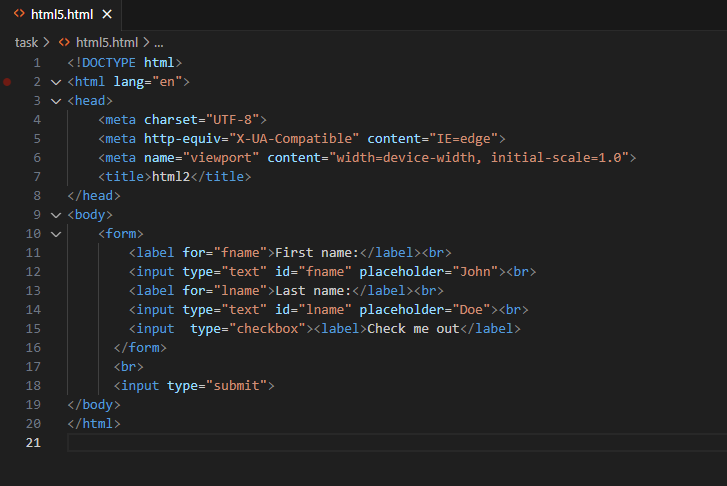 html5.html
task > html5.html > ...
1 <!DOCTYPE html>
2 <html lang="en">
3 <head>
4 <meta charset="UTF-8">
5 <meta http-equiv="X-UA-Compatible" content="IE=edge">
6 <meta name="viewport" content="width=device-width, initial-scale=1.0">
7 <title>html2</title>
8 </head>
9 <body>
10 <form>
11 <label for="fname">First name:</label><br>
12 <input type="text" id="fname" placeholder="John"><br>
13 <label for="lname">Last name:</label><br>
14 <input type="text" id="lname" placeholder="Doe"><br>
15 <input  type="checkbox"><label>Check me out</label>
16 </form>
17 <br>
18 <input type="submit">
19 </body>
20 </html>
21